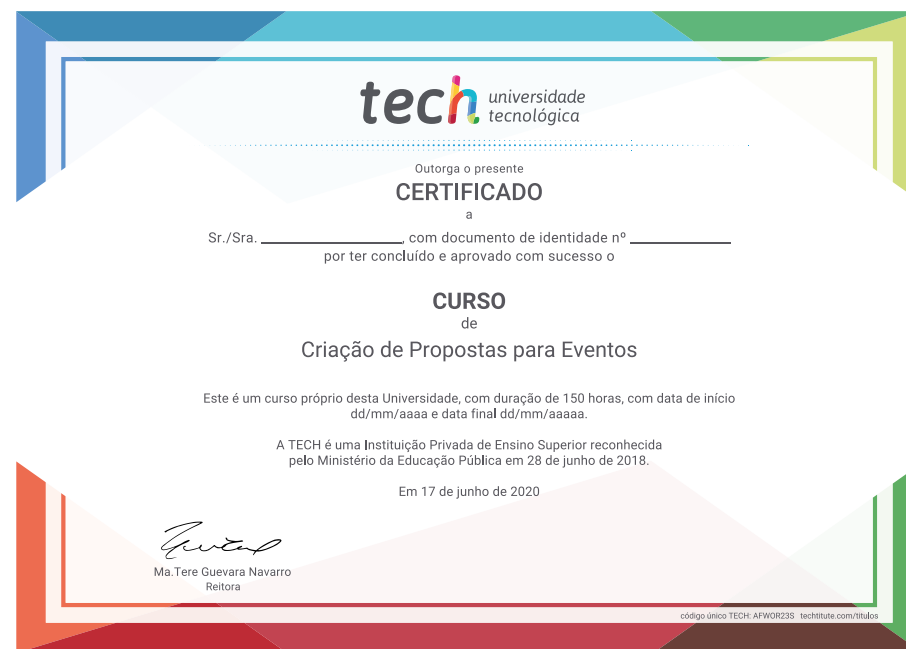 tech universidade
tecnológica
Outorga o presente
CERTIFICADO
a
Sr./Sra. ____________, com documento de identidade nº ____________
por ter concluído e aprovado com sucesso o
CURSO
de
Criação de Propostas para Eventos
Este é um curso próprio desta Universidade, com duração de 150 horas, com data de início
dd/mm/aaaa e data final dd/mm/aaaaa.
A TECH é uma Instituição Privada de Ensino Superior reconhecida
pelo Ministério da Educação Pública em 28 de junho de 2018.
Em 17 de junho de 2020
Ma.Tere Guevara Navarro
Reitora
código único TECH: AFWOR23S techtitute.com/titulos